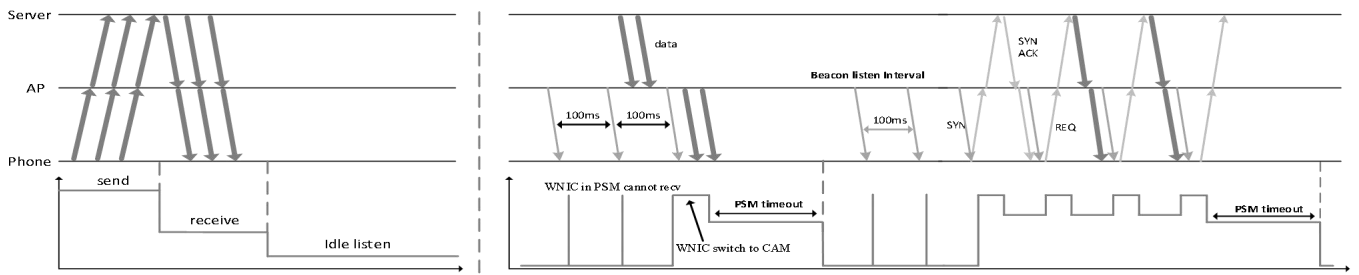 Server
data
SYN
ACK
AP
Beacon listen Interval
100ms
100ms
100ms
SYN
REQ
Phone
send
WNIC in PSM cannot recv
receive
PSM timeout
PSM timeout
Idle listen
WNIC switch to CAM